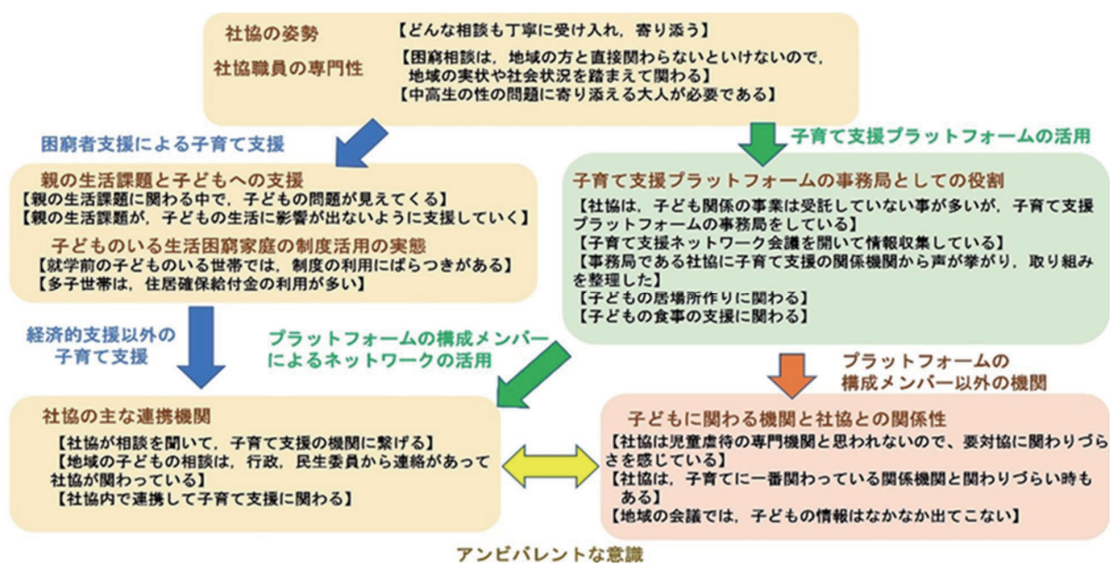 社協の姿勢
【どんな相談も丁寧に受け入れ，寄り添う】
社協職員の専門性
【困窮相談は，地域の方と直接関わらないといけないので，
地域の実状や社会状況を踏まえて関わる】
【中高生の性の問題に寄り添える大人が必要である】
困窮者支援による子育て支援
子育て支援プラットフォームの活用
親の生活課題と子どもへの支援
【親の生活課題に関わる中で，子どもの問題が見えてくる】
【親の生活課題が，子どもの生活に影響が出ないように支援していく】
子どものいる生活困窮家庭の制度活用の実態
【就学前の子どものいる世帯では，制度の利用にばらつきがある】
【多子世帯は，住居確保給付金の利用が多い】
子育て支援プラットフォームの事務局としての役割
【社協は，子ども関係の事業は受託していない事が多いが，子育て支援
プラットフォームの事務局をしている】
【子育て支援ネットワーク会議を開いて情報収集している】
【事務局である社協に子育て支援の関係機関から声が挙がり，取り組み
を整理した】
【子どもの居場所作りに関わる】
【子どもの食事の支援に関わる】
経済的支援以外の
子育て支援
プラットフォームの構成メンバー
によるネットワークの活用
プラットフォームの
構成メンバー以外の機関
社協の主な連携機関
【社協が相談を聞いて，子育て支援の機関に繋げる】
【地域の子どもの相談は，行政，民生委員から連絡があって
社協が関わっている】
【社協内で連携して子育て支援に関わる】
子どもに関わる機関と社協との関係性
【社協は児童虐待の専門機関と思われないので、要対協に関わりづら
さを感じている】
【社協は，子育てに一番関わっている関係機関と関わりづらい時も
ある】
【地域の会議では，子どもの情報はなかなか出てこない】
アンビバレントな意識